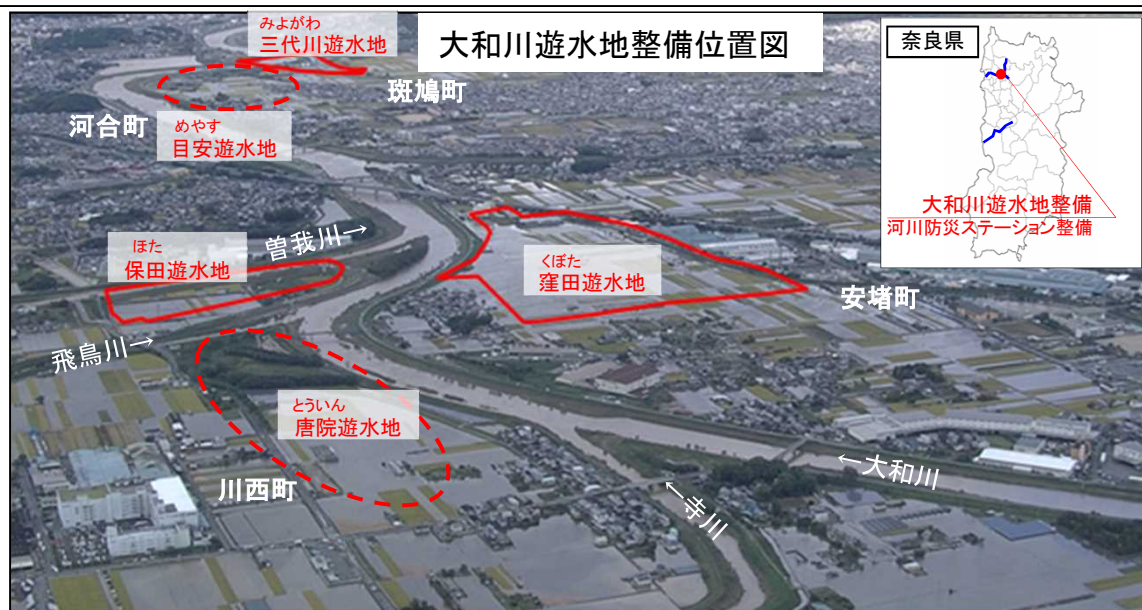 大和川遊水地整備位置図
奈良県
大和川遊水地整備
河川防災ステーション整備
みよがわ
三代川遊水地
斑鳩町
河合町
めやす
目安遊水地
曽我川→
ほた
保田遊水地
くぼた
窪田遊水地
安堵町
飛鳥川→
とういん
唐院遊水地
川西町
←大和川
←寺川